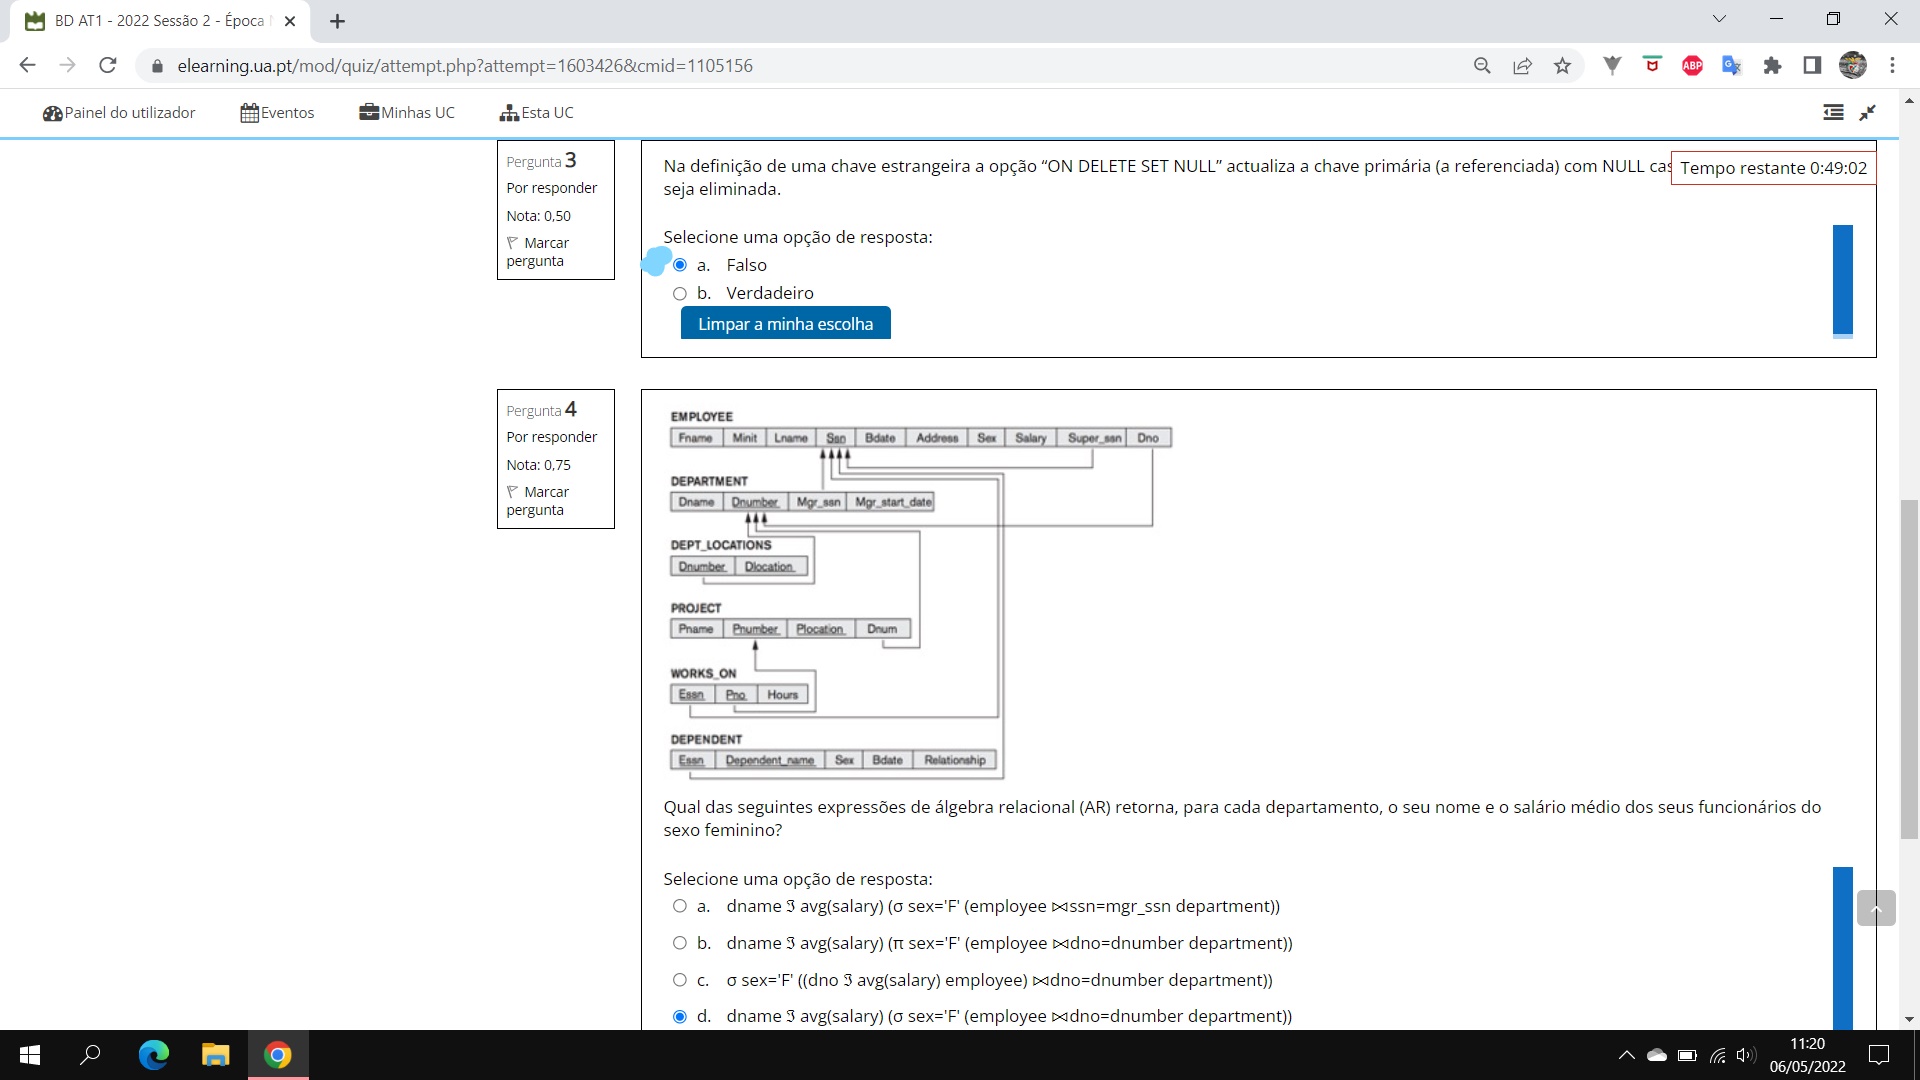 BD AT1 - 2022 Sessão 2 - Época
elearning.ua.pt/mod/quiz/attempt.php?attempt=1603426&cmid=1105156
ABP
Painel do utilizador
Eventos
Minhas UC
Esta UC
Pergunta 3
Por responder
Nota: 0,50
Marcar
pergunta
Na definição de uma chave estrangeira a opção “ON DELETE SET NULL” actualiza a chave primária (a referenciada) com NULL cas
seja eliminada.
Tempo restante 0:49:02
Selecione uma opção de resposta:
a. Falso
b. Verdadeiro
Limpar a minha escolha
Pergunta 4
Por responder
Nota: 0,75
Marcar
pergunta
EMPLOYEE
Fname Minit Lname Ssn Bdate Address Sex Salary Super_ssn Dno
DEPARTMENT
Dname Dnumber Mgr_ssn Mgr_start_date
DEPT_LOCATIONS
Dnumber Dlocation
PROJECT
Pname Pnumber Plocation Dnum
WORKS_ON
Essn Pno Hours
DEPENDENT
Essn Dependent_name Sex Bdate Relationship
Qual das seguintes expressões de álgebra relacional (AR) retorna, para cada departamento, o seu nome e o salário médio dos seus funcionários do
sexo feminino?
Selecione uma opção de resposta:
a. dname ℑ avg(salary) (σ sex='F' (employee ⋈ssn=mgr_ssn department))
b. dname ℑ avg(salary) (π sex='F' (employee ⋈dno=dnumber department))
c. σ sex='F' ((dno ℑ avg(salary) employee) ⋈dno=dnumber department))
d. dname ℑ avg(salary) (σ sex='F' (employee ⋈dno=dnumber department))
11:20
06/05/2022